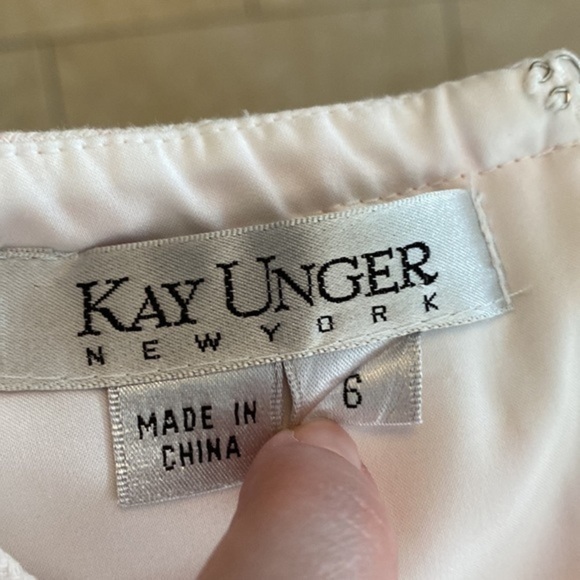 KAY UNGER
NEW YORK
MADE IN
CHINA
6